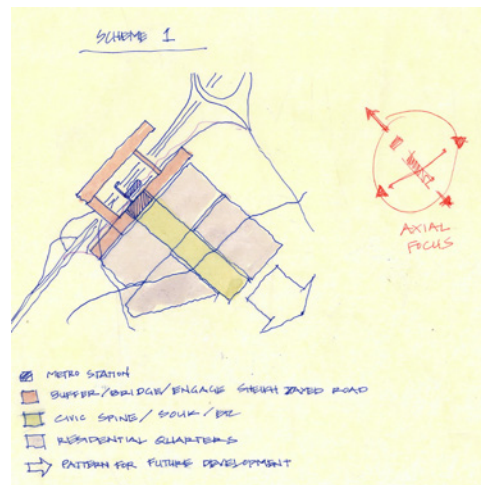 SCHEME 1
AXIAL
FOCUS
METRO STATION
BUFFER/BRIDGE/ENGAGE SHEIKH ZAYED ROAD
CIVIC SPINE/ SOUK /
RESIDENTIAL QUARTERS
PATTERN FOR FUTURE DEVELOPMENT